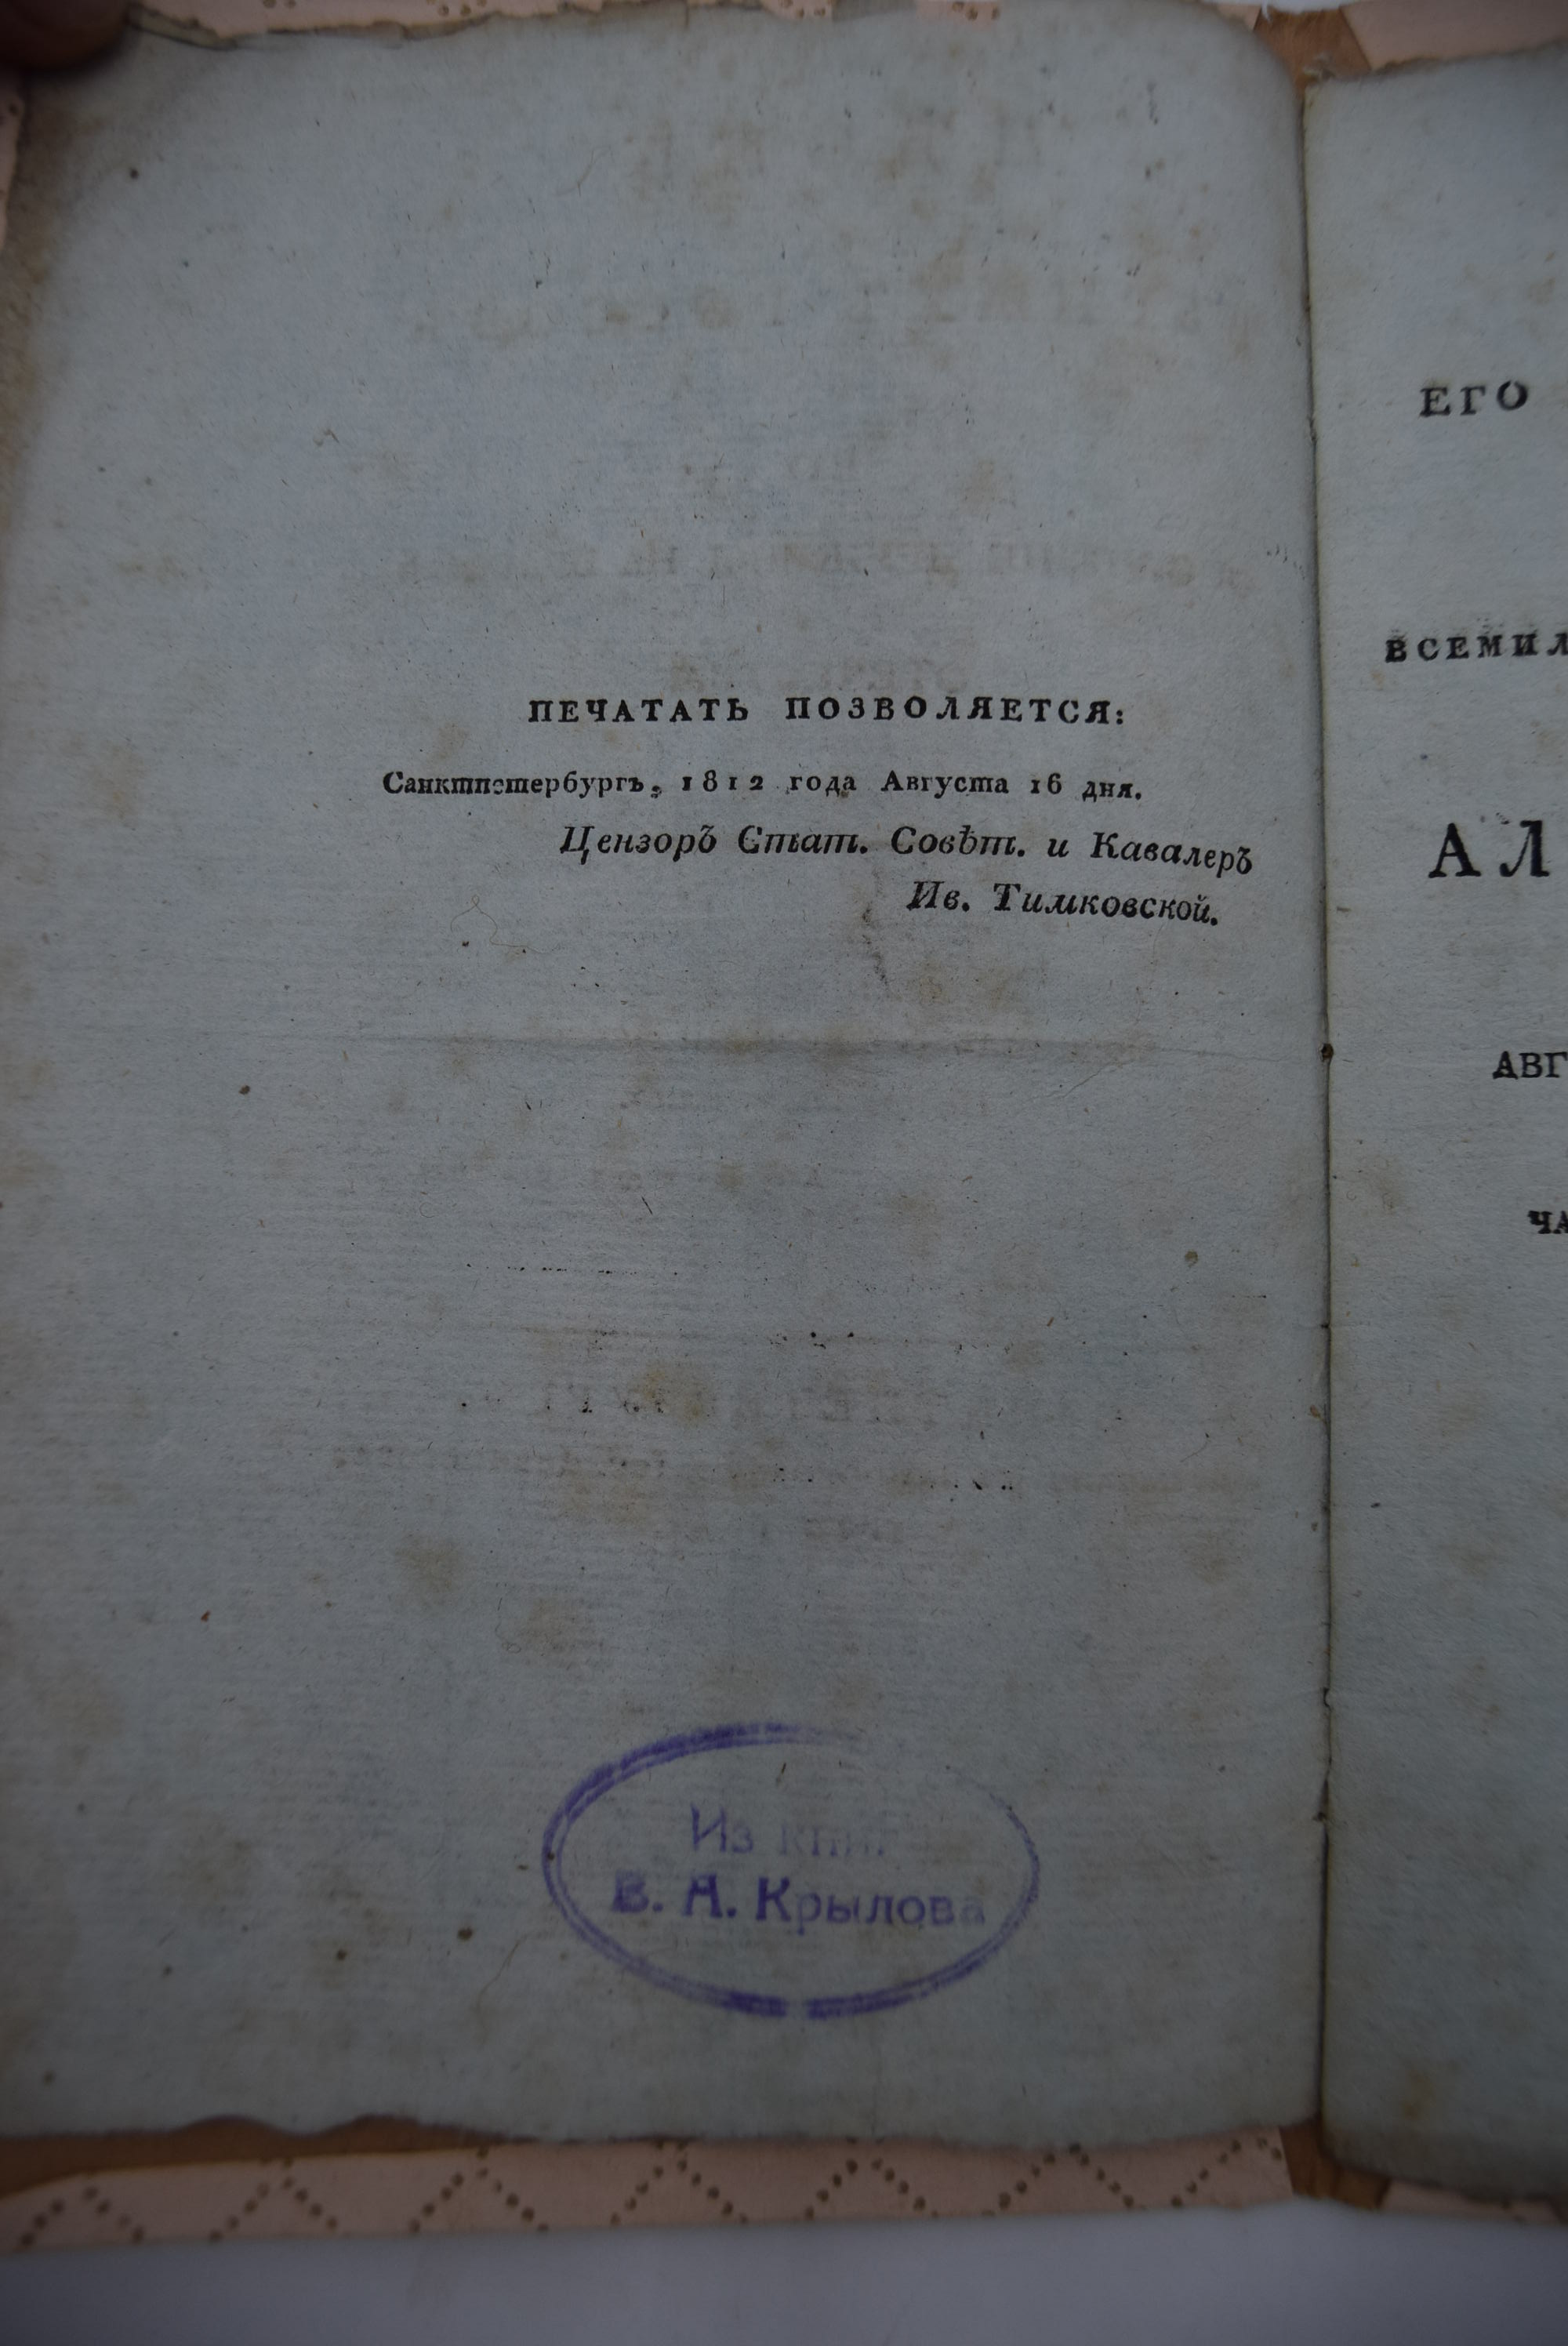 ПЕЧАТАТЬ ПОЗВОЛЯЕТСЯ:
Санктпетербургъ, 1812 года Августа 16 дня.
Цензоръ Стат. Совѣт. и Кавалеръ
Ив. Тимковской.
Из книг
В. А. Крылова
ЕГО
ВСЕМИЛ
АЛ
АВГ
ЧА